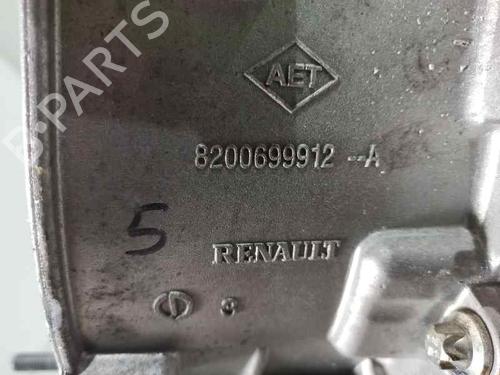 AET
8200699912--A
5
RENAULT
B-PARTS